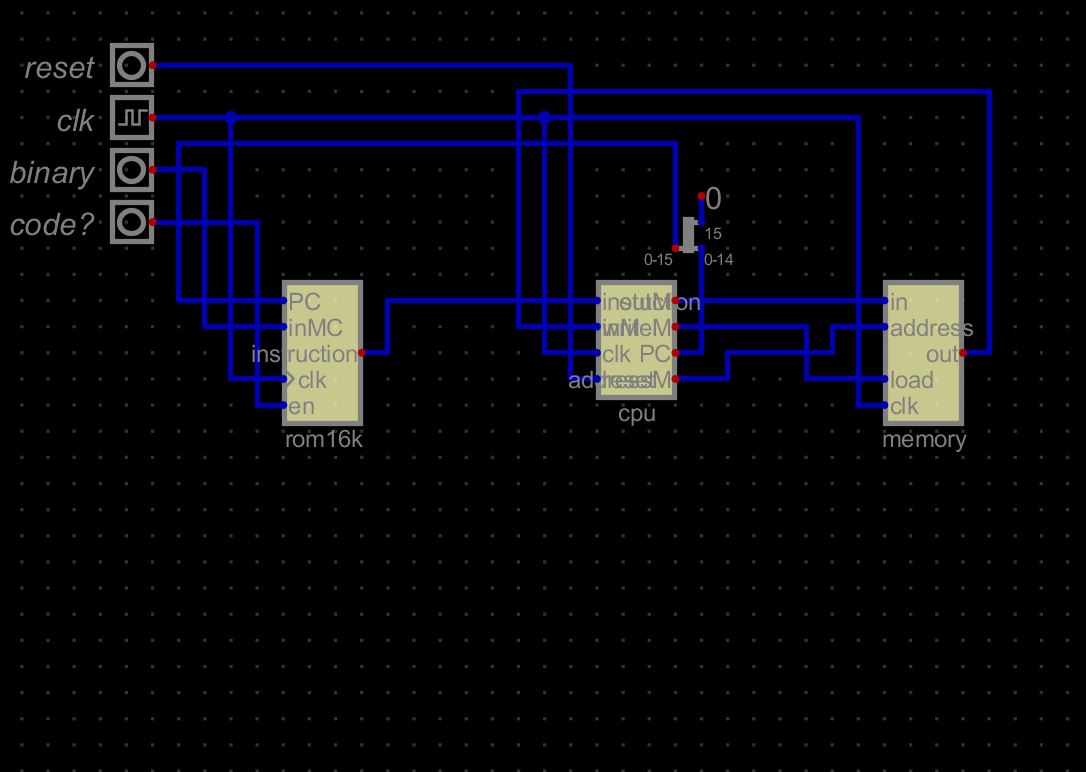 reset
clk
binary
code?
0
15
0-15
0-14
PC
inMC
instruction
clk
en
rom16k
instruction
outM
inM
writeM
clk
PC
reset
addressM
cpu
in
address
out
load
clk
memory